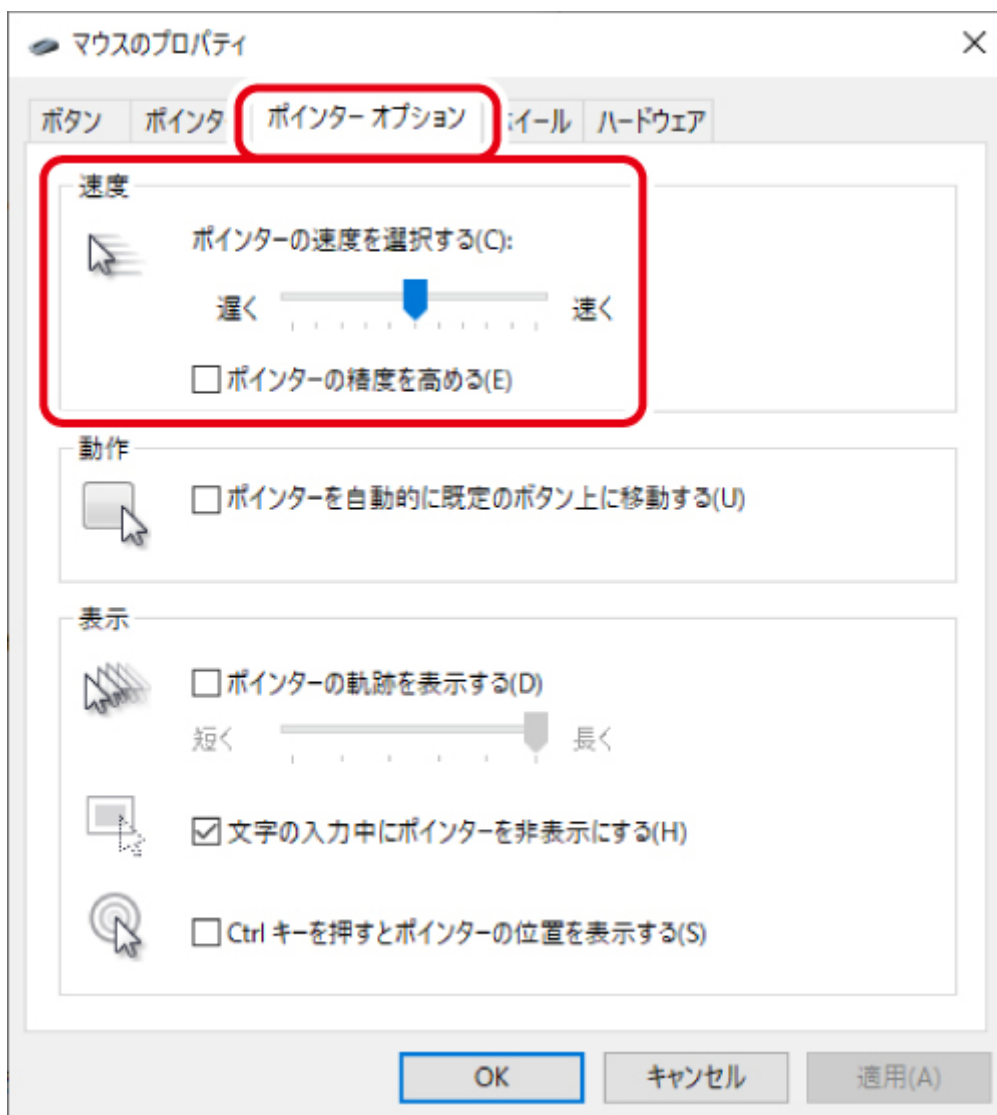 マウスのプロパティ
ボタン ポインタ ポインター オプション イール ハードウェア
速度
ポインターの速度を選択する(C):
遅く 速く
ポインターの精度を高める(E)
動作
ポインターを自動的に既定のボタン上に移動する(U)
表示
ポインターの軌跡を表示する(D)
短く 長く
文字の入力中にポインターを非表示にする(H)
Ctrl キーを押すとポインターの位置を表示する(S)
OK キャンセル 適用(A)